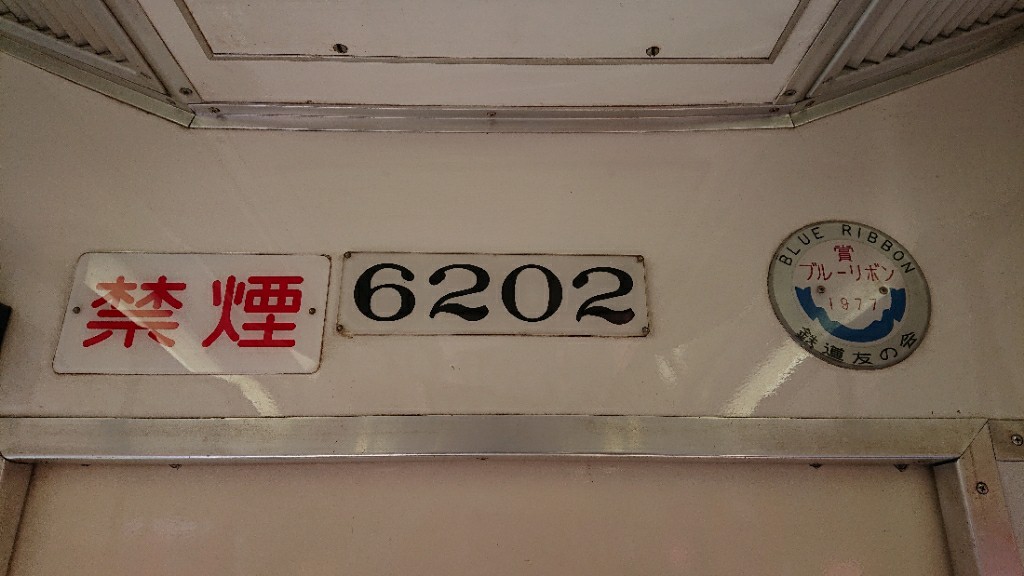 禁煙
6202
BLUE RIBBON
賞
ブルーリボン
1977
鉄道友の会